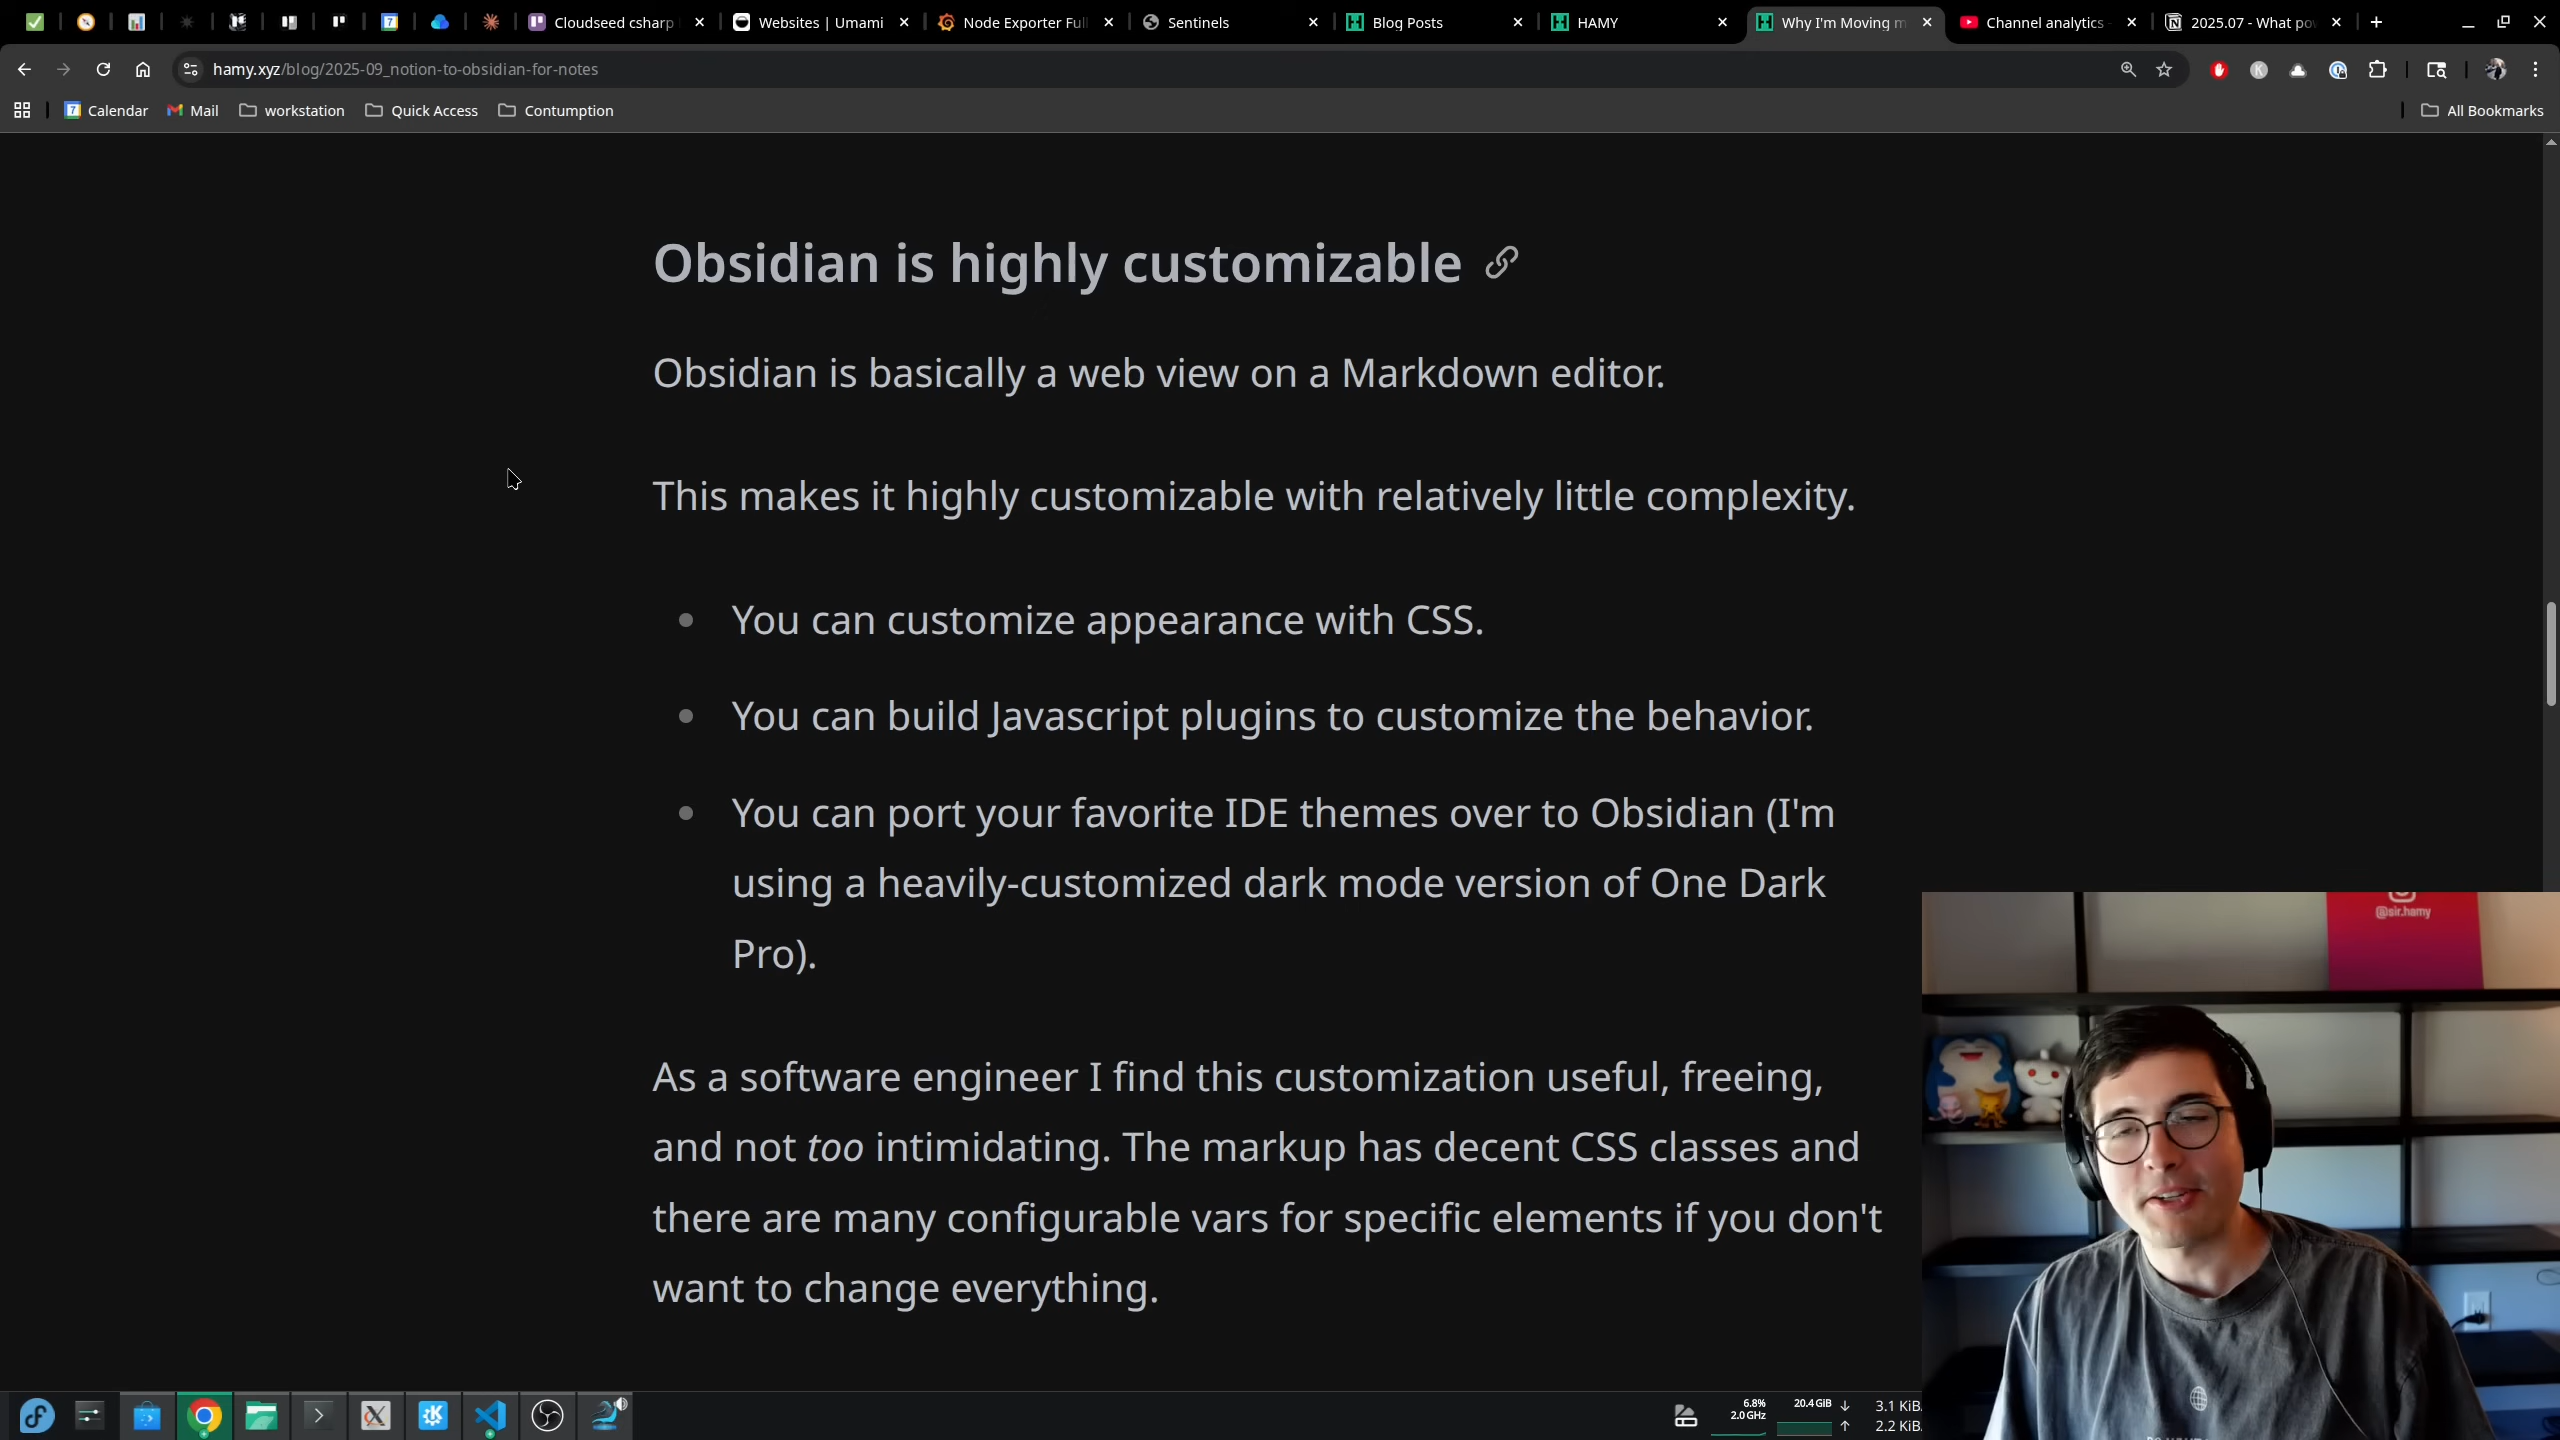 Cloudseed csharp
Websites | Umami
Node Exporter Full
Sentinels
Blog Posts
HAMY
Why I'm Moving m
Channel analytics
2025.07 - What po
hamy.xyz/blog/2025-09_notion-to-obsidian-for-notes
Calendar
Mail
workstation
Quick Access
Contumption
All Bookmarks
Obsidian is highly customizable
Obsidian is basically a web view on a Markdown editor.
This makes it highly customizable with relatively little complexity.
You can customize appearance with CSS.
You can build Javascript plugins to customize the behavior.
You can port your favorite IDE themes over to Obsidian (I'm
using a heavily-customized dark mode version of One Dark
Pro).
As a software engineer I find this customization useful, freeing,
and not too intimidating. The markup has decent CSS classes and
there are many configurable vars for specific elements if you don't
want to change everything.
@sir.hamy
6.8%
2.0 GHz
20.4 GiB
3.1 KiB
2.2 KiB